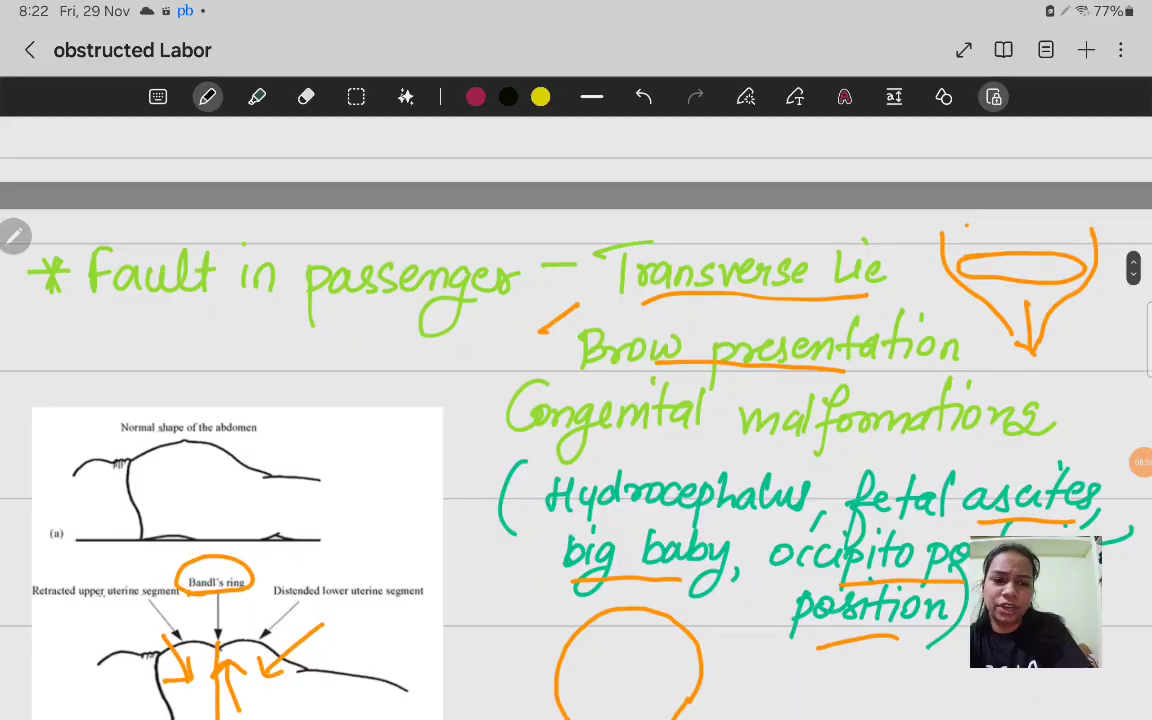 8:22 Fri, 29 Nov pb 77%
obstructed Labor
* Fault in passenger - Transverse Lie
Brow presentation
Congenital malformations
(Hydrocephalus, fetal ascites,
big baby, occipito
position)
Normal shape of the abdomen
(a)
Bandl's ring
Retracted upper uterine segment
Distended lower uterine segment